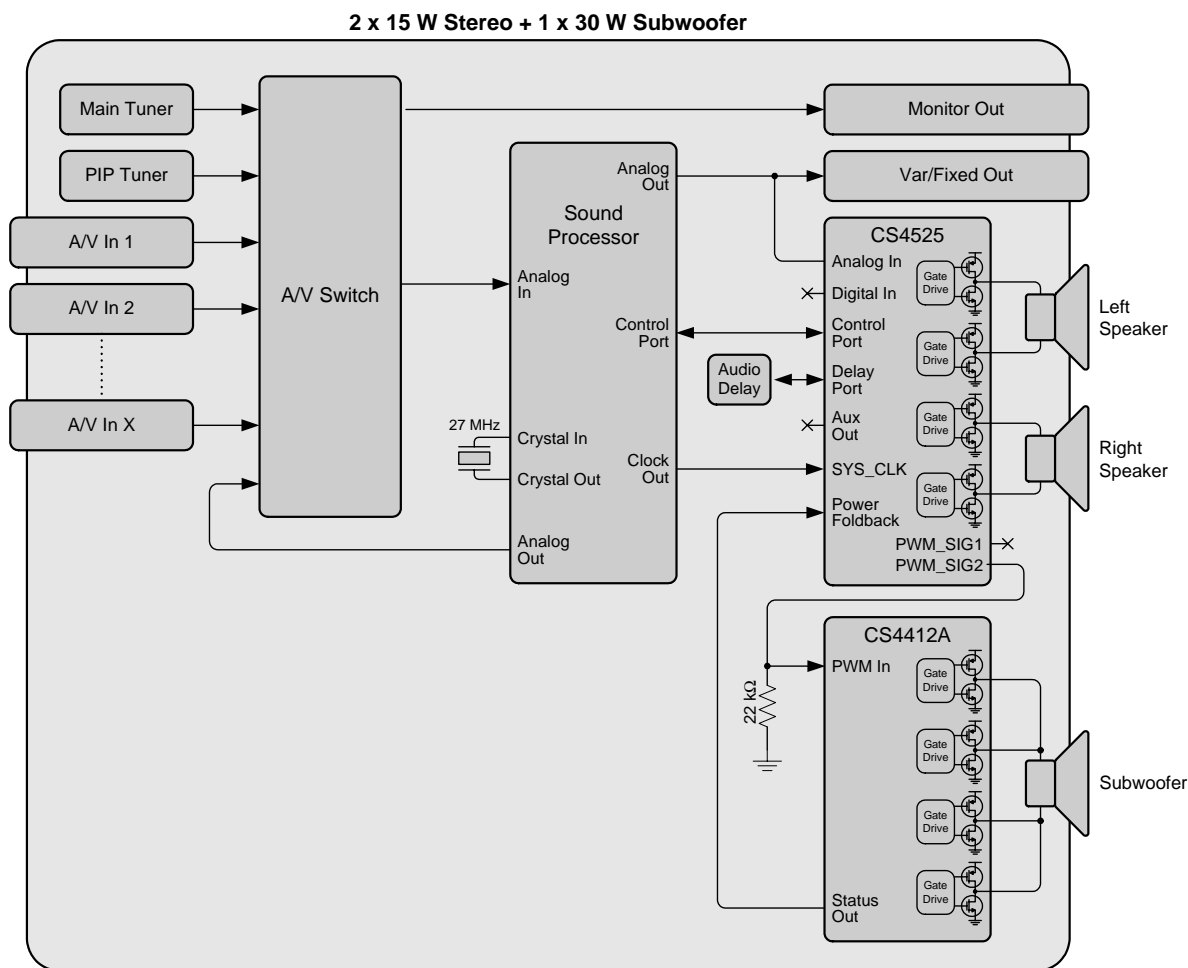 2 x 15 W Stereo + 1 x 30 W Subwoofer
Main Tuner
PIP Tuner
A/V In 1
A/V In 2
A/V In X
A/V Switch
Sound
Processor
Analog
Out
Analog
In
Control
Port
27 MHz
Crystal In
Crystal Out
Clock
Out
Analog
Out
Monitor Out
Var/Fixed Out
CS4525
Analog In
Digital In
Control
Port
Audio
Delay
Delay
Port
Aux
Out
SYS_CLK
Power
Foldback
PWM_SIG1
PWM_SIG2
Gate
Drive
Gate
Drive
Gate
Drive
Gate
Drive
Left
Speaker
Right
Speaker
CS4412A
PWM In
22 kΩ
Gate
Drive
Gate
Drive
Gate
Drive
Gate
Drive
Status
Out
Subwoofer